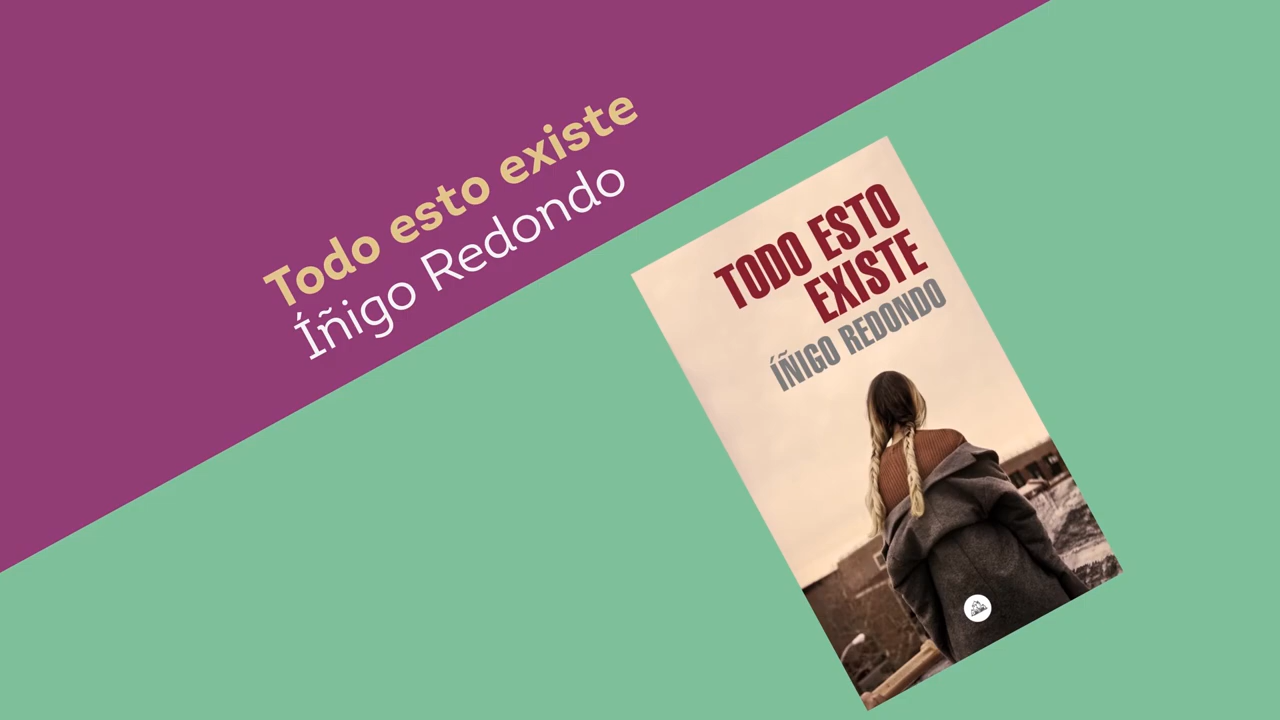 Todo esto existe
Íñigo Redondo
TODO ESTO
EXISTE
ÍÑIGO REDONDO